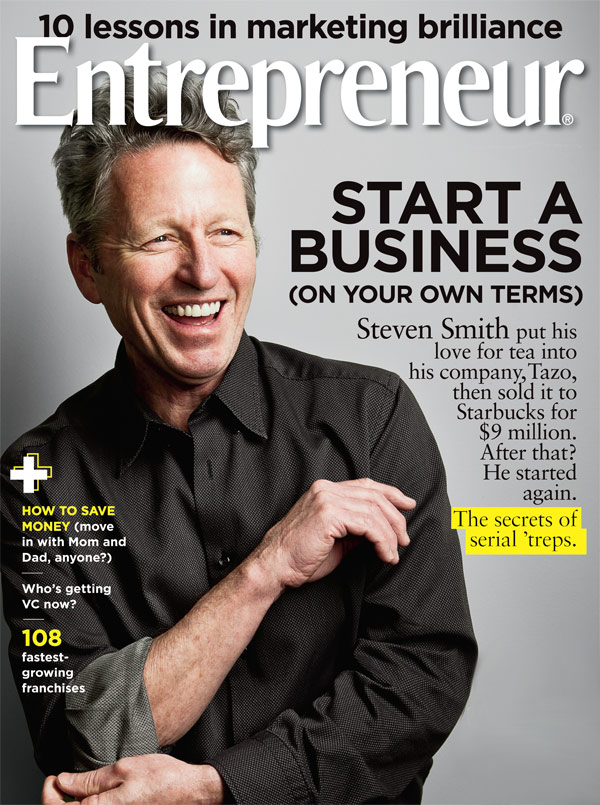 10 lessons in marketing brilliance
Entrepreneur®
START A
BUSINESS
(ON YOUR OWN TERMS)
Steven Smith put his
love for tea into
his company, Tazo,
then sold it to
Starbucks for
$9 million.
After that?
He started
again.
The secrets of
serial ’treps.
+
HOW TO SAVE
MONEY (move
in with Mom and
Dad, anyone?)
Who’s getting
VC now?
108
fastest-
growing
franchises